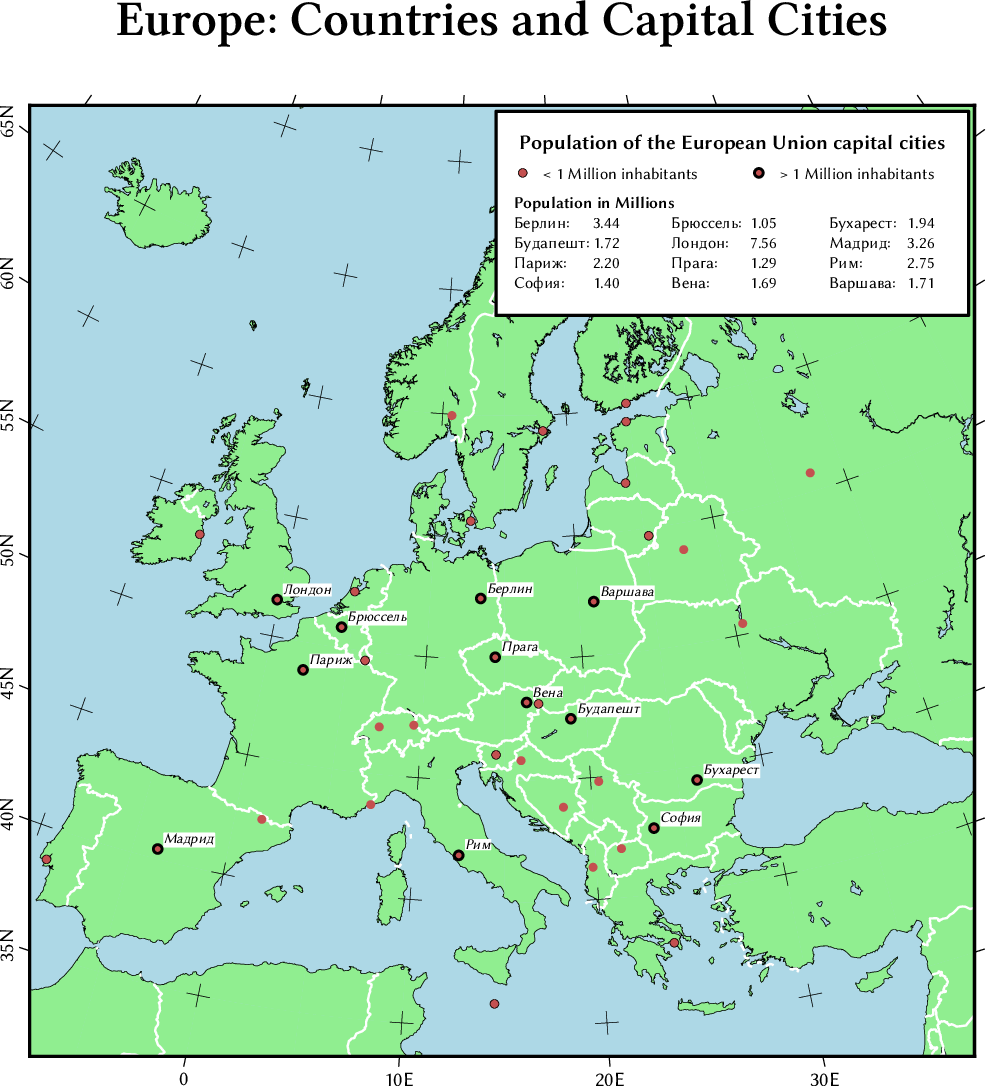 Europe: Countries and Capital Cities
Population of the European Union capital cities
< 1 Million inhabitants > 1 Million inhabitants
Population in Millions
Берлин: 3.44 Брюссель: 1.05 Бухарест: 1.94
Будапешт: 1.72 Лондон: 7.56 Мадрид: 3.26
Париж: 2.20 Прага: 1.29 Рим: 2.75
София: 1.40 Вена: 1.69 Варшава: 1.71
65N
60N
55N
50N
45N
40N
35N
Лондон
Берлин
Варшава
Брюссель
Прага
Париж
Вена
Будапешт
Бухарест
София
Мадрид
Рим
0 10E 20E 30E